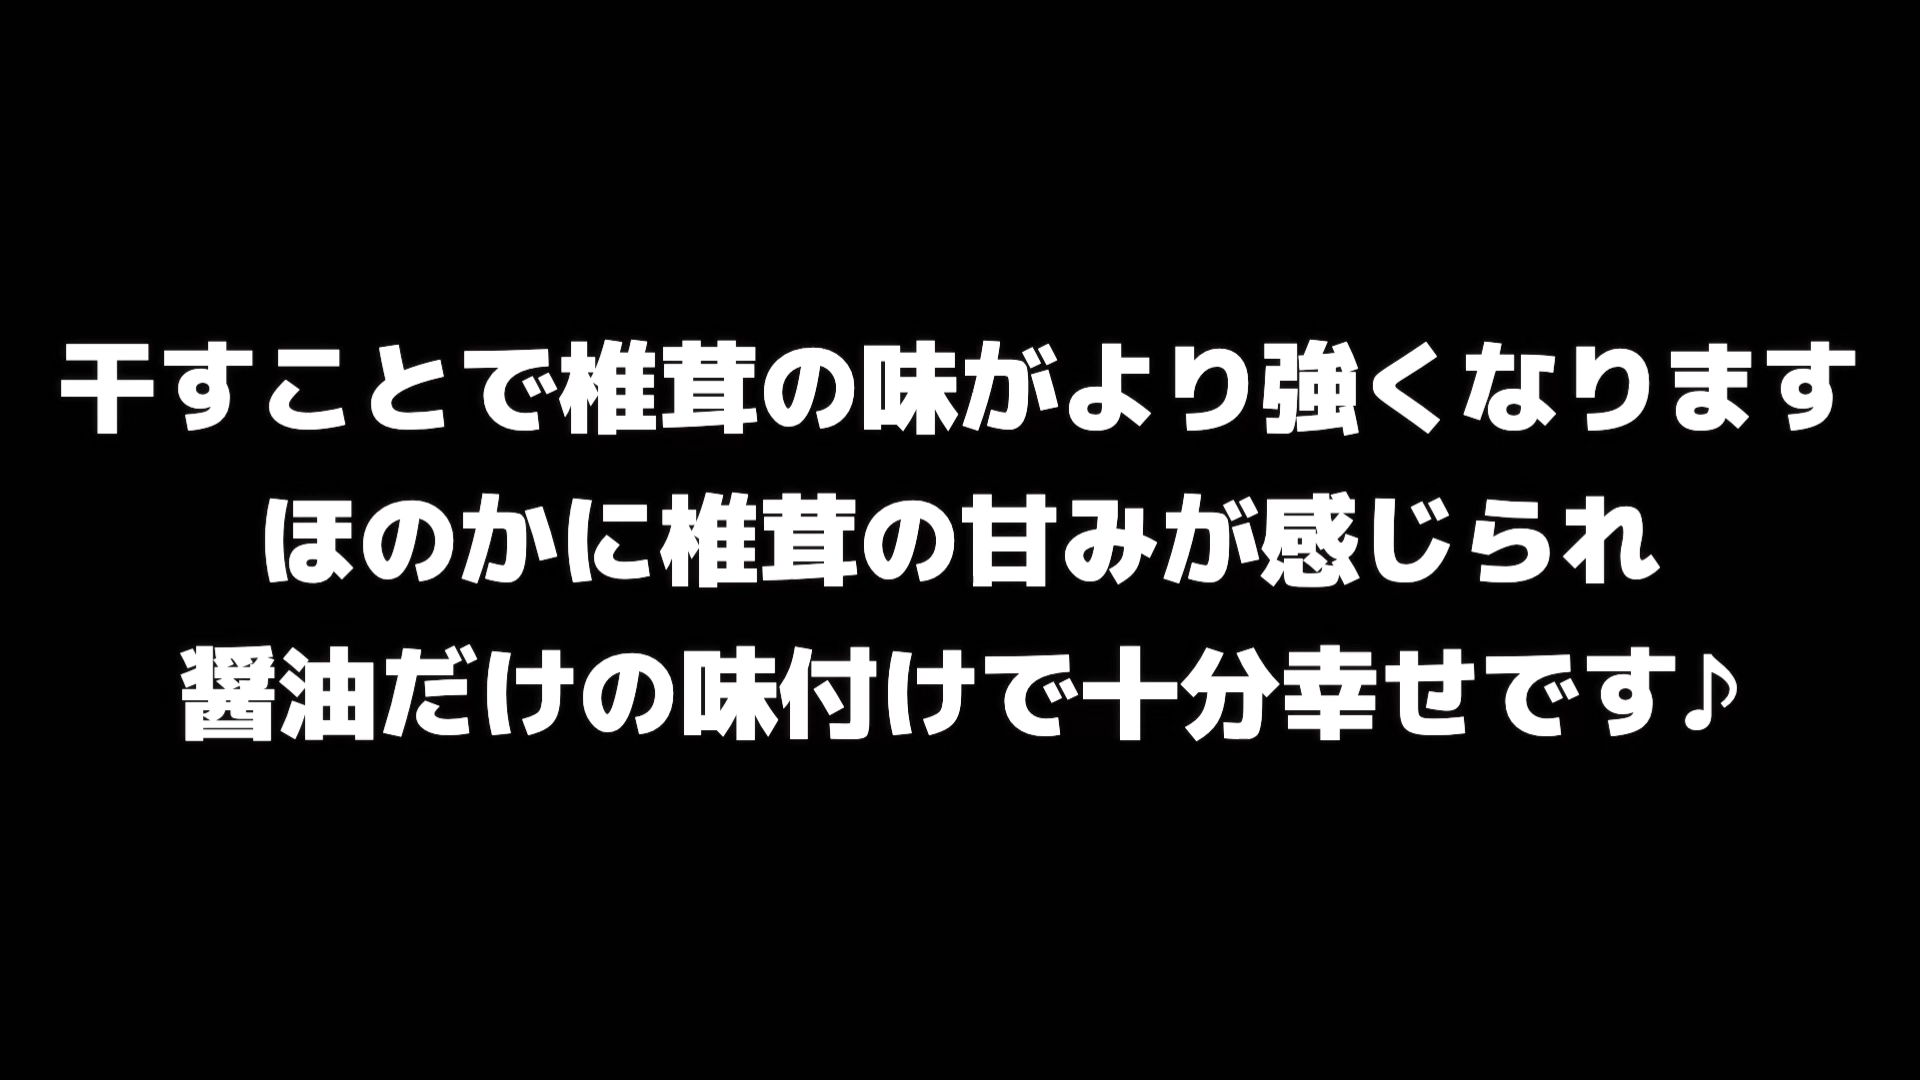 干すことで椎茸の味がより強くなります
ほのかに椎茸の甘みが感じられ
醤油だけの味付けで十分幸せです♪